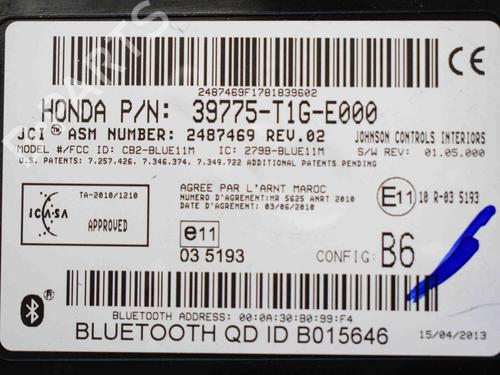 2487469F1781839602
HONDA P/N: 39775-T1G-E000
JCI™ ASM NUMBER: 2487469 REV.02 JOHNSON CONTROLS INTERIORS
MODEL #/FCC ID: CB2-BLUE11M IC: 279B-BLUE11M S/W REV: 01.05.000
U.S. PATENTS: 7.257.426. 7.346.374. 7.349.722 ADDITIONAL PATENTS PENDING
TA-2010/1210
ICASA APPROVED
AGREE PAR L'ARNT MAROC
NUMERO D'AGREMENT:MR 5625 ANRT 2010
DATE D'AGREMENT: 03/06/2010
E11 10 R-03 5193
e11
03 5193
CONFIG: B6
BLUETOOTH ADDRESS: 00:0A:30:B0:99:F4
BLUETOOTH QD ID B015646
15/04/2013